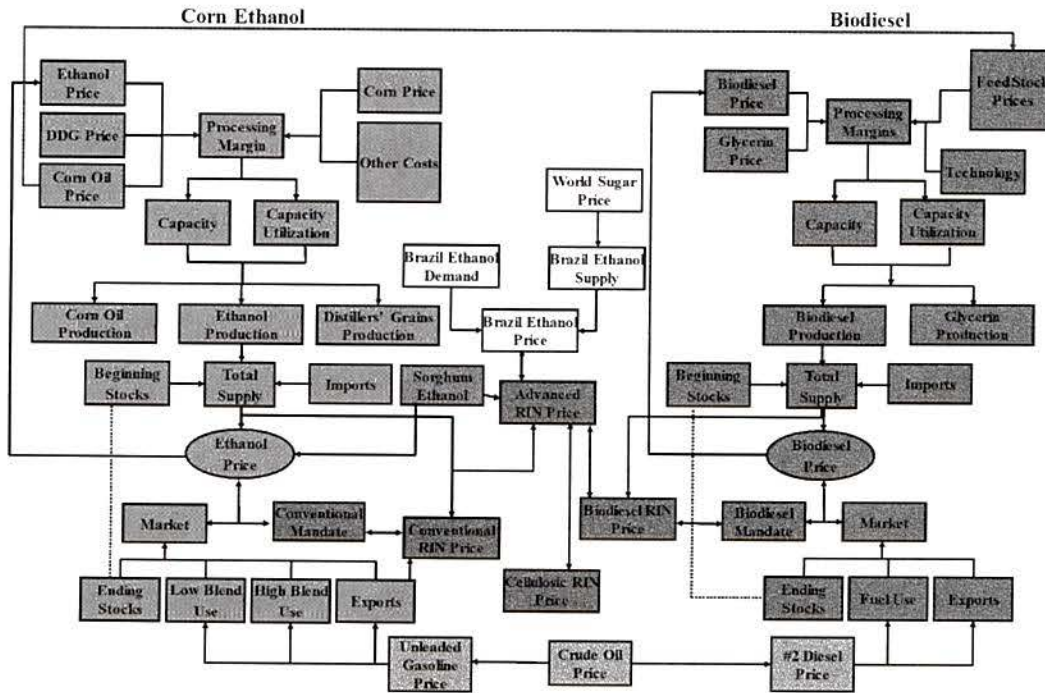 Corn Ethanol
Biodiesel
Ethanol
Price
DDG Price
Corn Oil
Price
Processing
Margin
Corn Price
Other Costs
Capacity
Capacity
Utilization
Corn Oil
Production
Ethanol
Production
Distillers' Grains
Production
Beginning
Stocks
Total
Supply
Imports
Ethanol
Price
Market
Conventional
Mandate
Conventional
RIN Price
Ending
Stocks
Low Blend
Use
High Blend
Use
Exports
Unleaded
Gasoline
Price
Crude Oil
Price
#2 Diesel
Price
World Sugar
Price
Brazil Ethanol
Demand
Brazil Ethanol
Supply
Brazil Ethanol
Price
Sorghum
Ethanol
Advanced
RIN Price
Biodiesel RIN
Price
Cellulosic RIN
Price
Biodiesel
Price
Glycerin
Price
Processing
Margins
Feed Stock
Prices
Technology
Capacity
Capacity
Utilization
Biodiesel
Production
Glycerin
Production
Beginning
Stocks
Total
Supply
Imports
Biodiesel
Price
Biodiesel
Mandate
Market
Ending
Stocks
Fuel Use
Exports